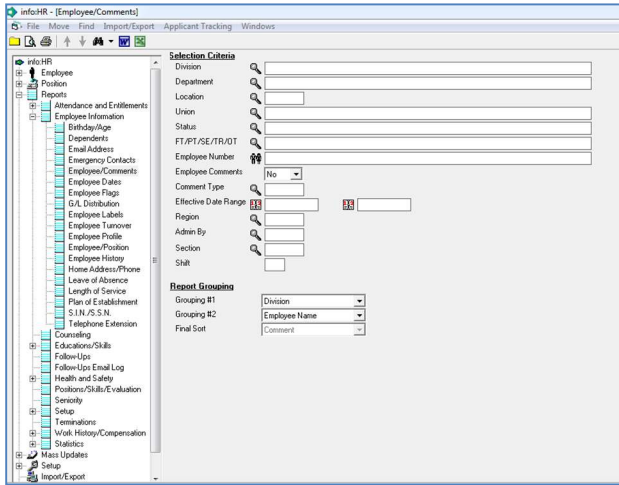 info:HR - [Employee/Comments]
File Move Find Import/Export Applicant Tracking Windows
info:HR
Employee
Position
Reports
Attendance and Entitlements
Employee Information
Birthday/Age
Dependents
Email Address
Emergency Contacts
Employee/Comments
Employee Dates
Employee Flags
G/L Distribution
Employee Labels
Employee Turnover
Employee Profile
Employee/Position
Employee History
Home Address/Phone
Leave of Absence
Length of Service
Plan of Establishment
S.I.N./S.S.N.
Telephone Extension
Counseling
Educations/Skills
Follow-Ups
Follow-Ups Email Log
Health and Safety
Positions/Skills/Evaluation
Seniority
Setup
Terminations
Work History/Compensation
Statistics
Mass Updates
Setup
Import/Export
Selection Criteria
Division
Department
Location
Union
Status
FT/PT/SE/TR/OT
Employee Number
Employee Comments No
Comment Type
Effective Date Range
Region
Admin By
Section
Shift
Report Grouping
Grouping #1 Division
Grouping #2 Employee Name
Final Sort Comment